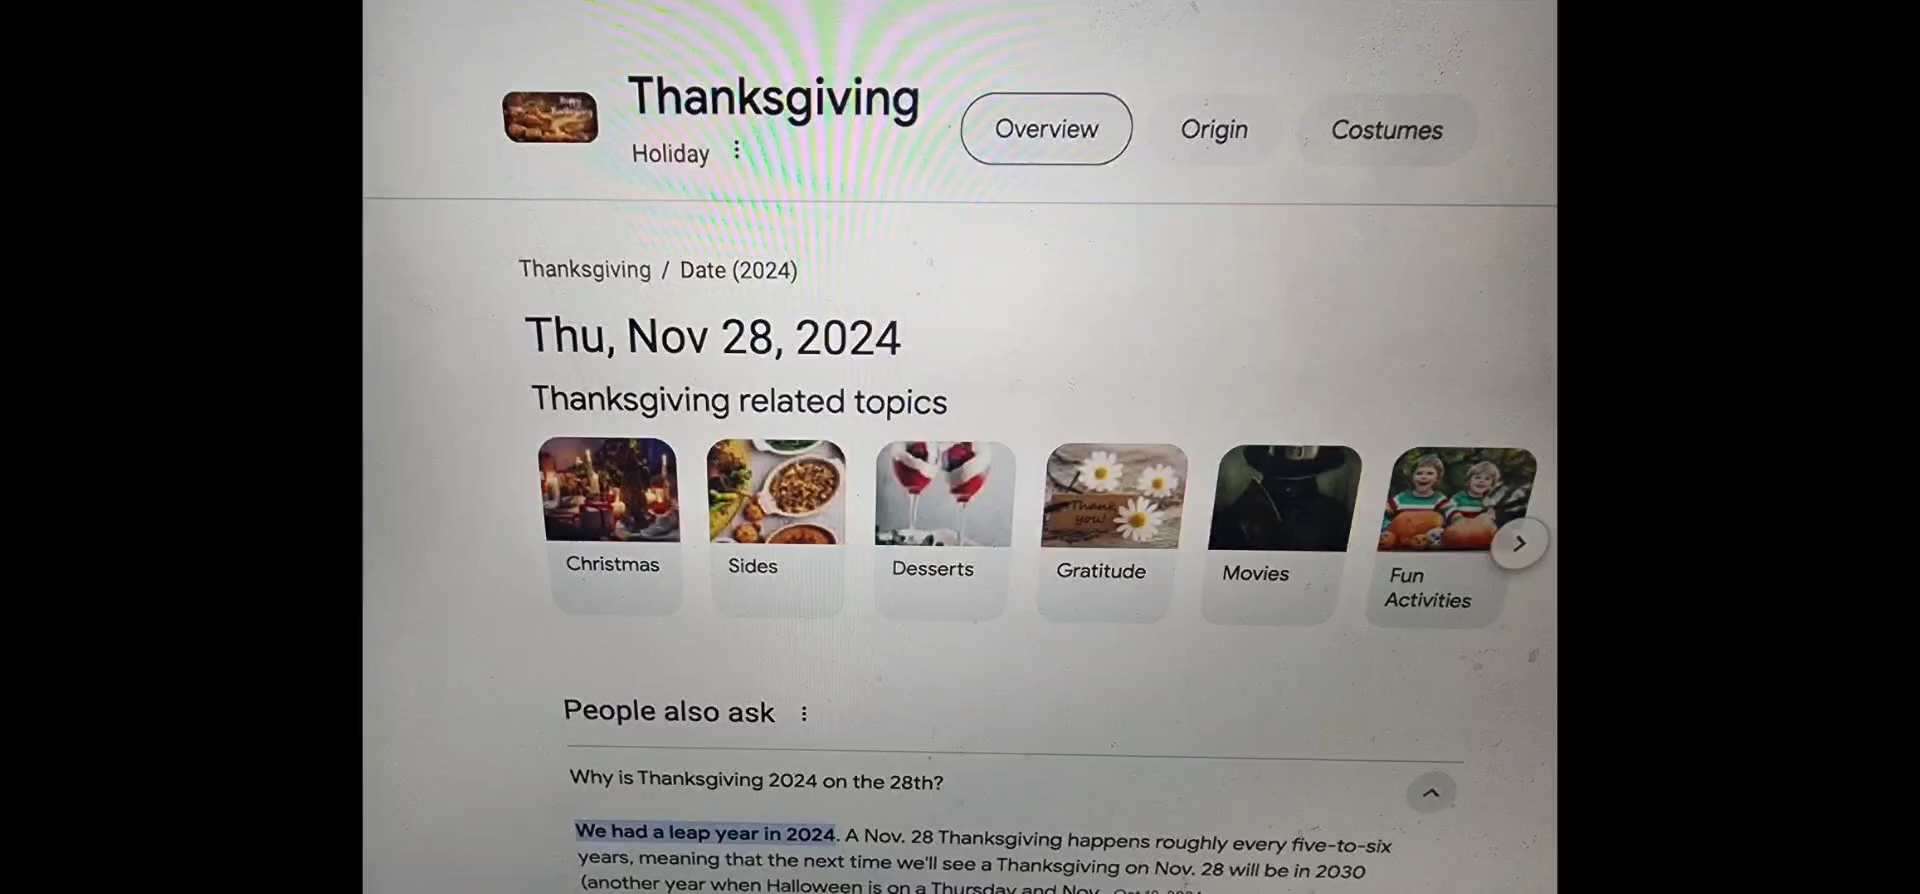 Thanksgiving
Holiday
Overview
Origin
Costumes
Thanksgiving / Date (2024)
Thu, Nov 28, 2024
Thanksgiving related topics
Thank
you!
Christmas
Sides
Desserts
Gratitude
Movies
Fun
Activities
People also ask
Why is Thanksgiving 2024 on the 28th?
We had a leap year in 2024. A Nov. 28 Thanksgiving happens roughly every five-to-six
years, meaning that the next time we'll see a Thanksgiving on Nov. 28 will be in 2030
(another year when Halloween is on a Thursday and Nov.